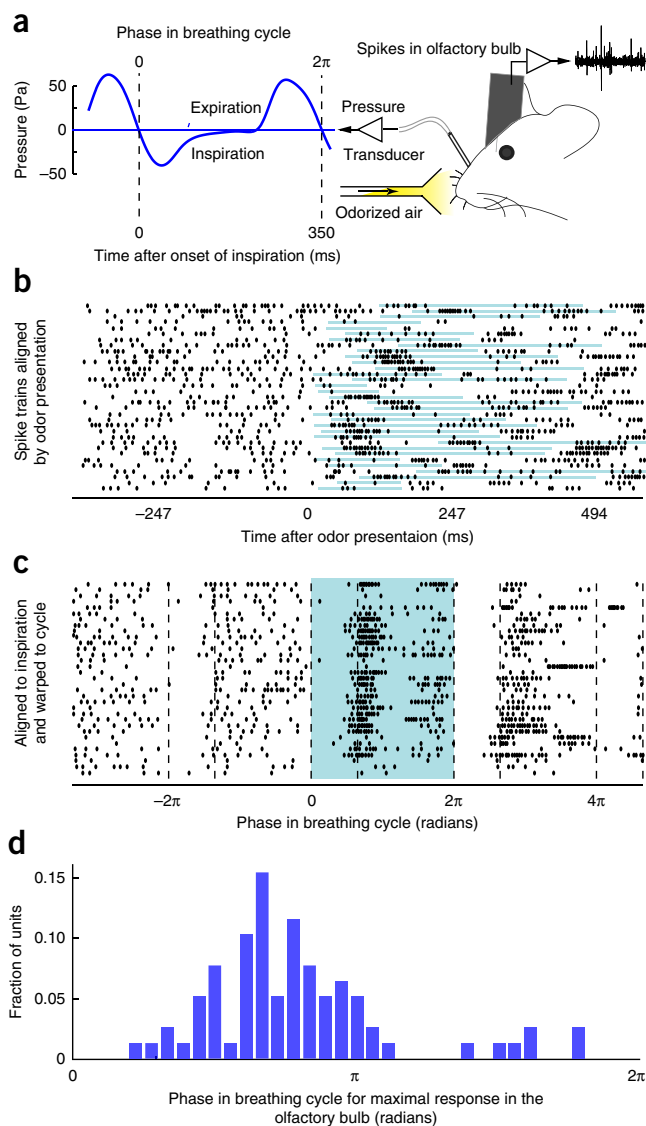 a
Phase in breathing cycle
0
2π
Spikes in olfactory bulb
Pressure (Pa)
50
0
–50
Expiration
Inspiration
Pressure
Transducer
Odorized air
0
350
Time after onset of inspiration (ms)
b
Spike trains aligned
by odor presentation
–247
0
247
494
Time after odor presentaion (ms)
c
Aligned to inspiration
and warped to cycle
–2π
0
2π
4π
Phase in breathing cycle (radians)
d
Fraction of units
0.15
0.10
0.05
0
0
π
2π
Phase in breathing cycle for maximal response in the
olfactory bulb (radians)